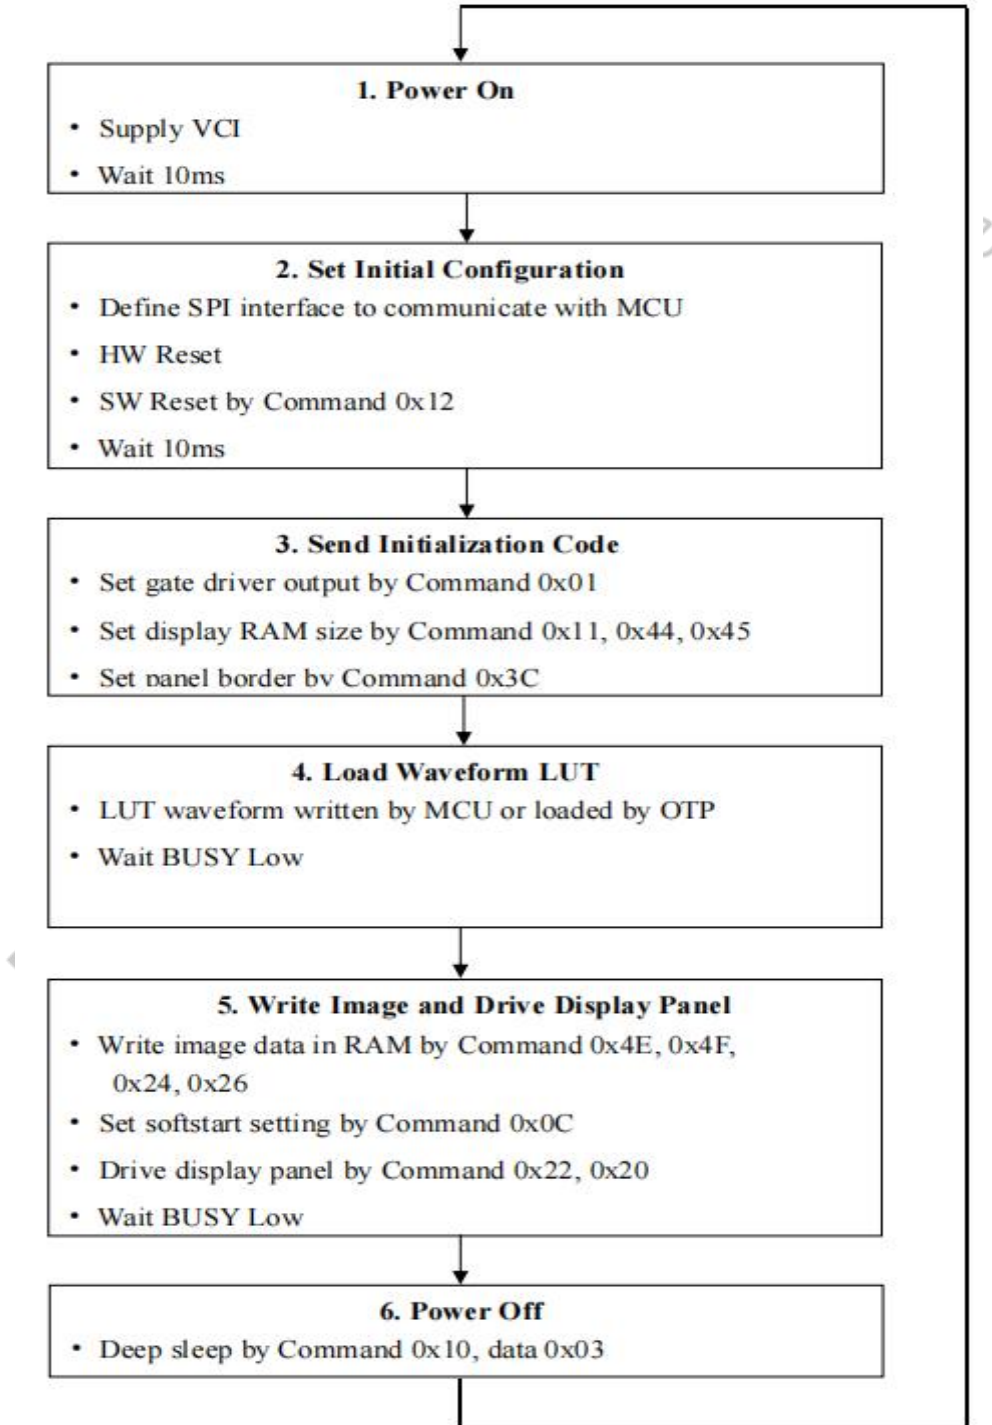 1. Power On
• Supply VCI
• Wait 10ms
2. Set Initial Configuration
• Define SPI interface to communicate with MCU
• HW Reset
• SW Reset by Command 0x12
• Wait 10ms
3. Send Initialization Code
• Set gate driver output by Command 0x01
• Set display RAM size by Command 0x11, 0x44, 0x45
• Set panel border by Command 0x3C
4. Load Waveform LUT
• LUT waveform written by MCU or loaded by OTP
• Wait BUSY Low
5. Write Image and Drive Display Panel
• Write image data in RAM by Command 0x4E, 0x4F,
0x24, 0x26
• Set softstart setting by Command 0x0C
• Drive display panel by Command 0x22, 0x20
• Wait BUSY Low
6. Power Off
• Deep sleep by Command 0x10, data 0x03